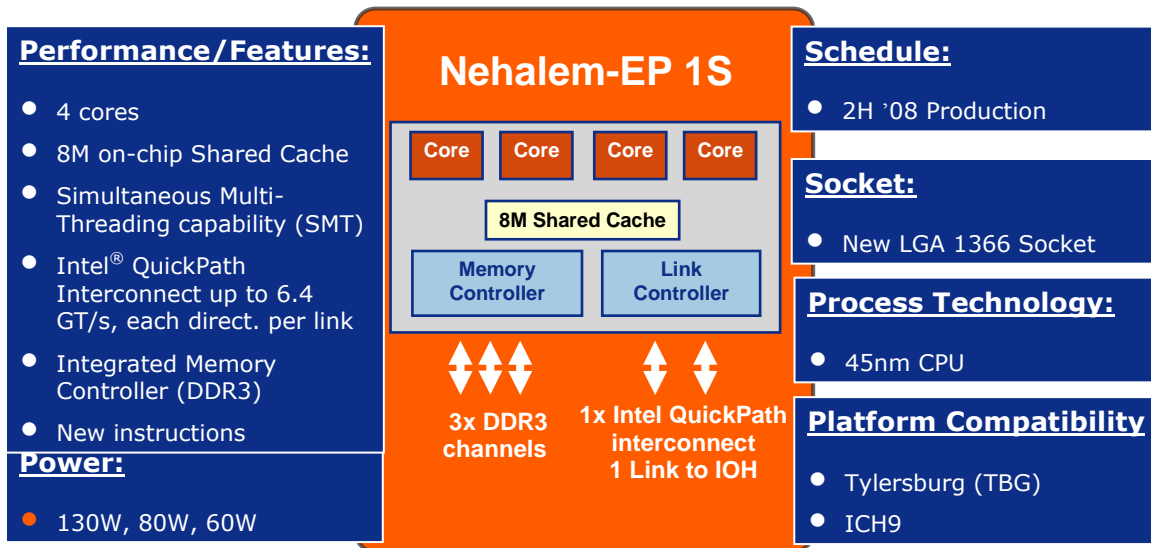 Performance/Features:
4 cores
8M on-chip Shared Cache
Simultaneous Multi-
Threading capability (SMT)
Intel® QuickPath
Interconnect up to 6.4
GT/s, each direct. per link
Integrated Memory
Controller (DDR3)
New instructions
Power:
130W, 80W, 60W
Nehalem-EP 1S
Core Core Core Core
8M Shared Cache
Memory
Controller
Link
Controller
3x DDR3
channels
1x Intel QuickPath
interconnect
1 Link to IOH
Schedule:
2H ’08 Production
Socket:
New LGA 1366 Socket
Process Technology:
45nm CPU
Platform Compatibility
Tylersburg (TBG)
ICH9